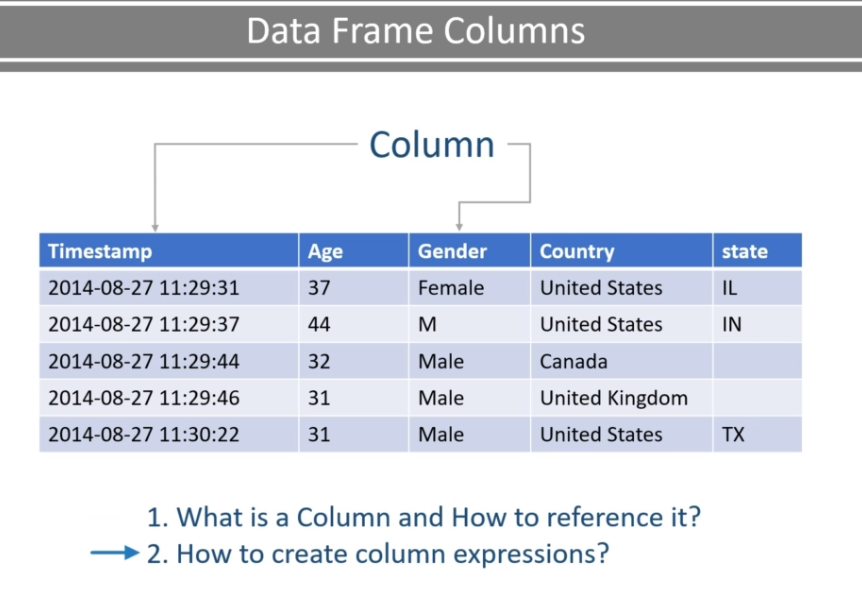 Data Frame Columns
Column
Timestamp Age Gender Country state
2014-08-27 11:29:31 37 Female United States IL
2014-08-27 11:29:37 44 M United States IN
2014-08-27 11:29:44 32 Male Canada
2014-08-27 11:29:46 31 Male United Kingdom
2014-08-27 11:30:22 31 Male United States TX
1. What is a Column and How to reference it?
2. How to create column expressions?